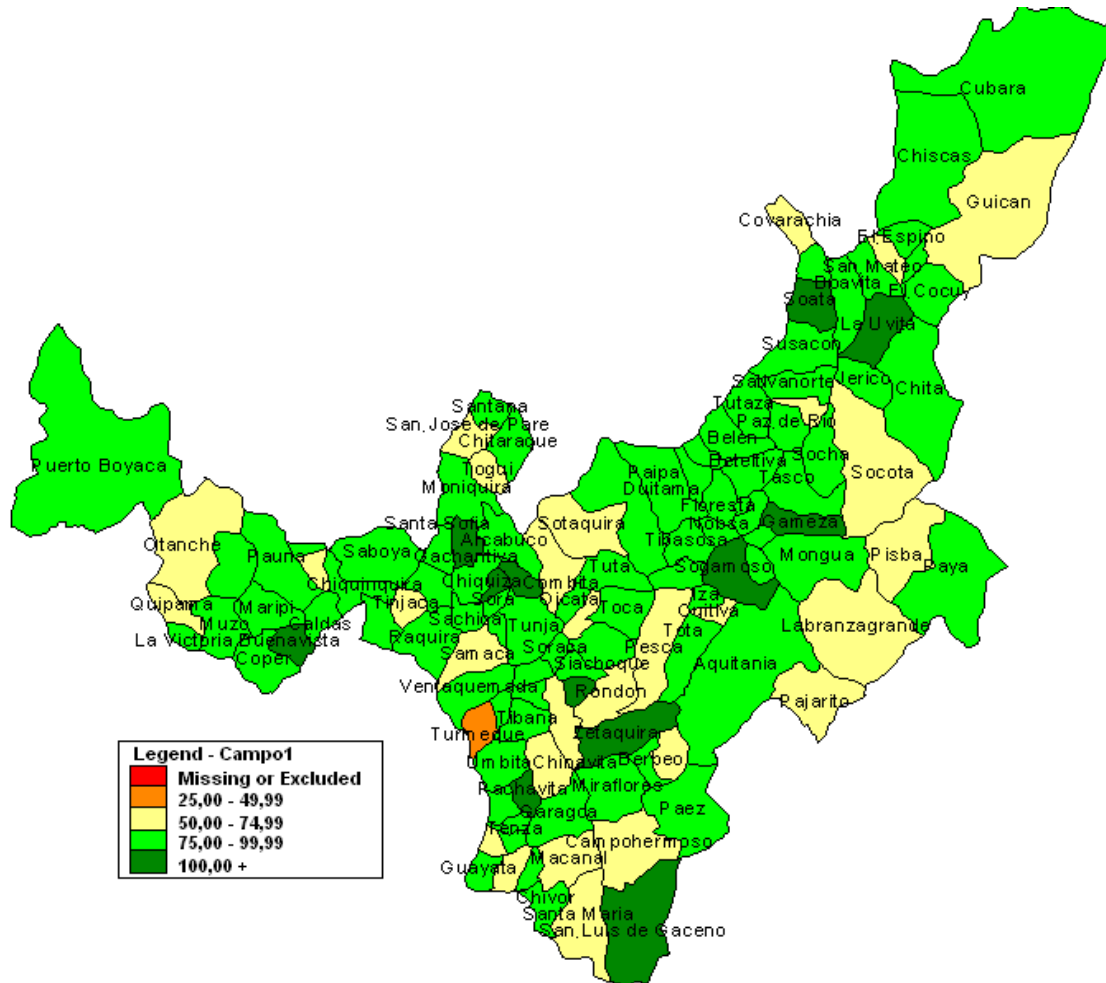 Cubara
Chiscas
Guican
Covarachia
El Espino
San Mateo
Boavita
El Cocuy
Soata
La Uvita
Susacon
Jerico
Sativanorte
Chita
Tutaza
Santana
San Jose de Pare
Paz de Rio
Chitaraque
Belen
Socha
Puerto Boyaca
Togui
Paipa
Beteitiva
Socota
Tasco
Moniquira
Duitama
Floresta
Santa Sofia
Sotaquira
Nobsa
Gameza
Otanche
Alcabuco
Tibasosa
Pauna
Saboya
Gachantiva
Mongua
Pisba
Paya
Chiquinquira
Chiquiza
Combita
Tuta
Sogamoso
Quipama
Maripi
Tinjaca
Sora
Oicata
Toca
Iza
Cuitiva
Muzo
Caldas
Sachica
Tunja
Tota
Labranzagrande
La Victoria
Buenavista
Raquira
Soraca
Pesca
Coper
Samaca
Siachoque
Aquitania
Ventaquemada
Rondon
Pajarito
Tibana
Turmeque
Zetaquira
Umbita
Chinavita
Berbeo
Pachavita
Miraflores
Paez
Garagoa
Tenza
Campohermoso
Guayata
Macanal
Chivor
Santa Maria
San Luis de Gaceno
Legend - Campo1
Missing or Excluded
25,00 - 49,99
50,00 - 74,99
75,00 - 99,99
100,00 +